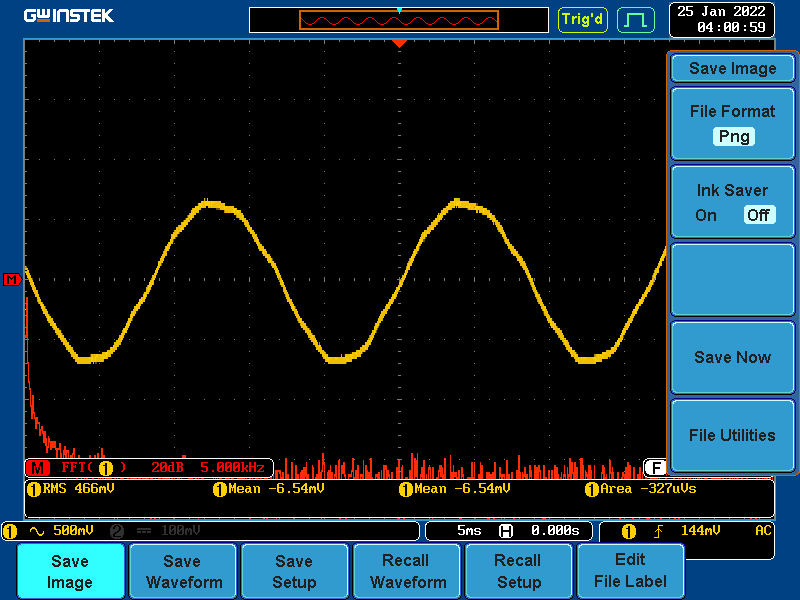 GWINSTEK
Trig'd
25 Jan 2022
04:00:59
Save Image
File Format
Png
Ink Saver
On Off
Save Now
File Utilities
M
M FFT( 1 ) 20dB 5.000kHz
F
1 RMS 466mV 1 Mean -6.54mV 1 Mean -6.54mV 1 Area -327uVs
1 500mV 2 100mV 5ms H 0.000s 1 144mV AC
Save Image
Save Waveform
Save Setup
Recall Waveform
Recall Setup
Edit File Label